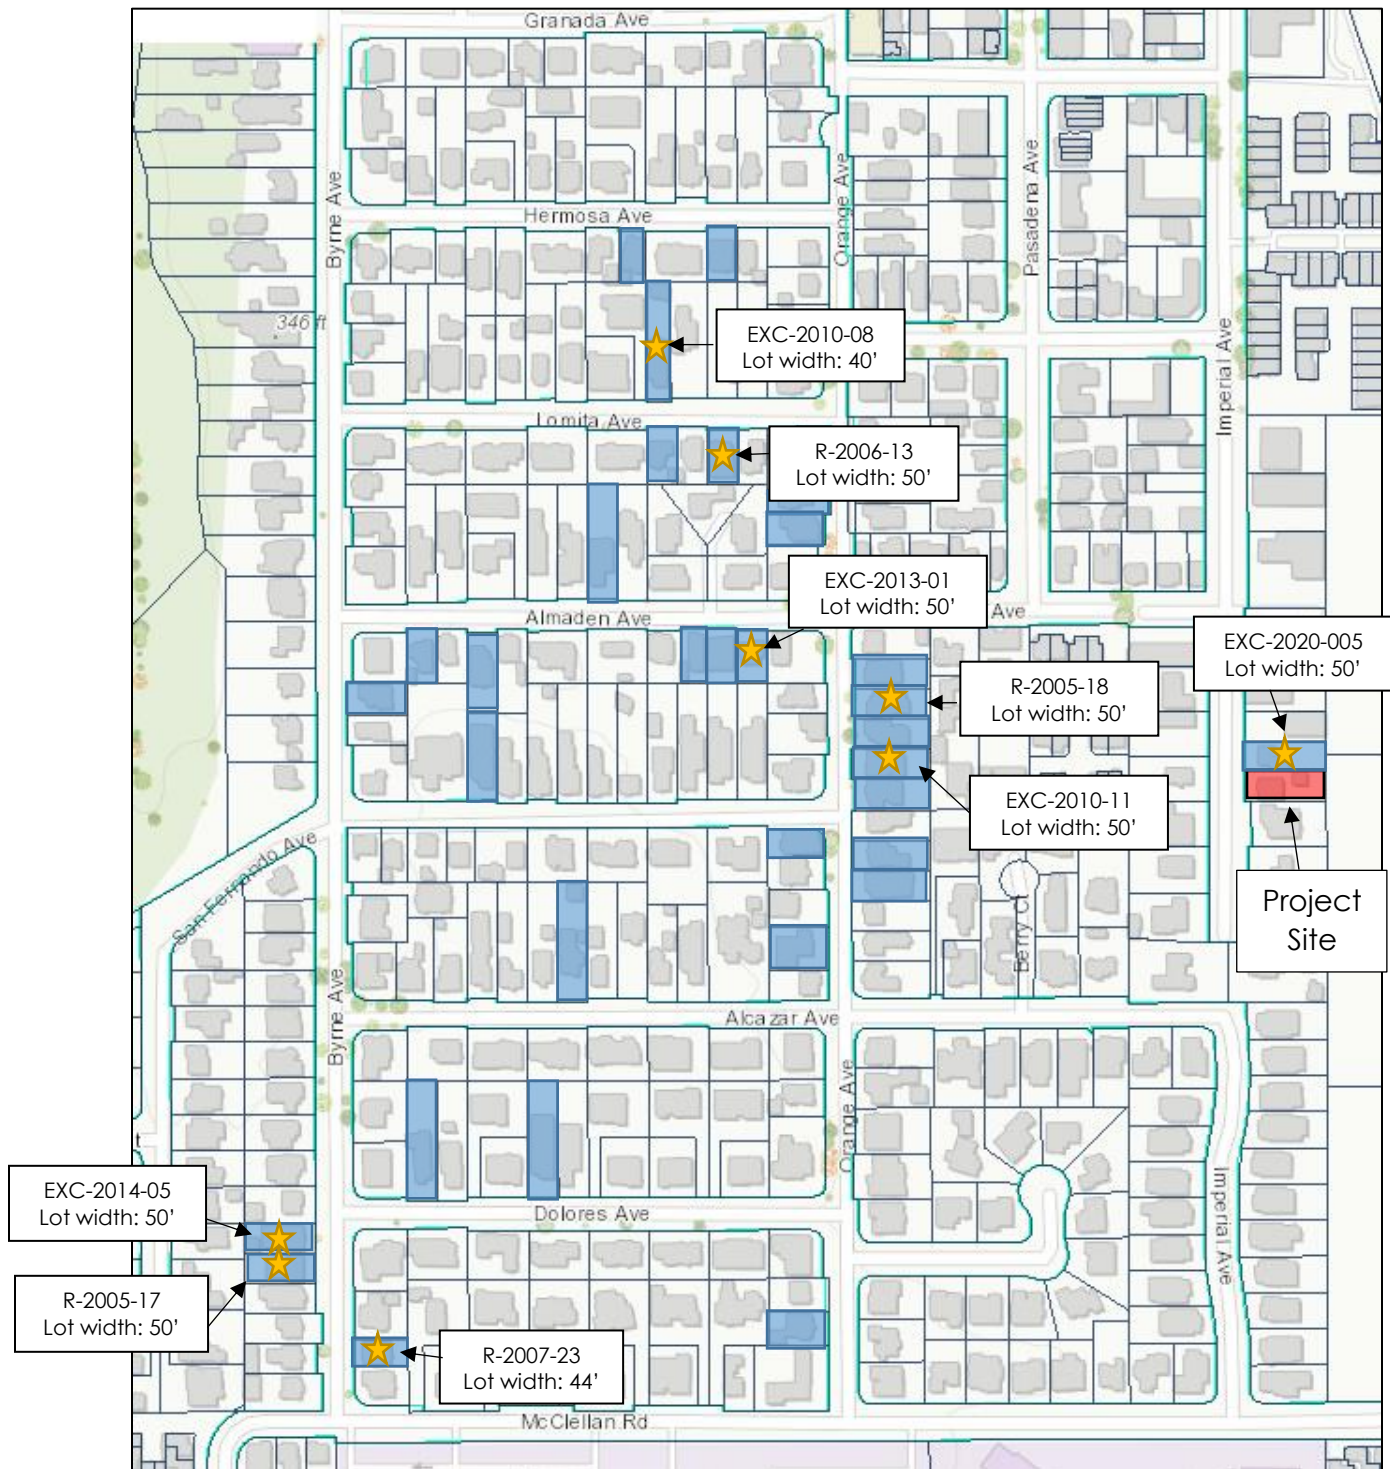 Granada Ave
Byrne Ave
Hermosa Ave
Orange Ave
Pasadena Ave
346 ft
EXC-2010-08
Lot width: 40’
Imperial Ave
Lomita Ave
R-2006-13
Lot width: 50’
EXC-2013-01
Lot width: 50’
Almaden Ave
Ave
EXC-2020-005
Lot width: 50’
R-2005-18
Lot width: 50’
EXC-2010-11
Lot width: 50’
San Fernando Ave
Project
Site
Berry Ct
Byrne Ave
Alcazar Ave
Orange Ave
t
EXC-2014-05
Lot width: 50’
Imperial Ave
Dolores Ave
R-2005-17
Lot width: 50’
R-2007-23
Lot width: 44’
McClellan Rd